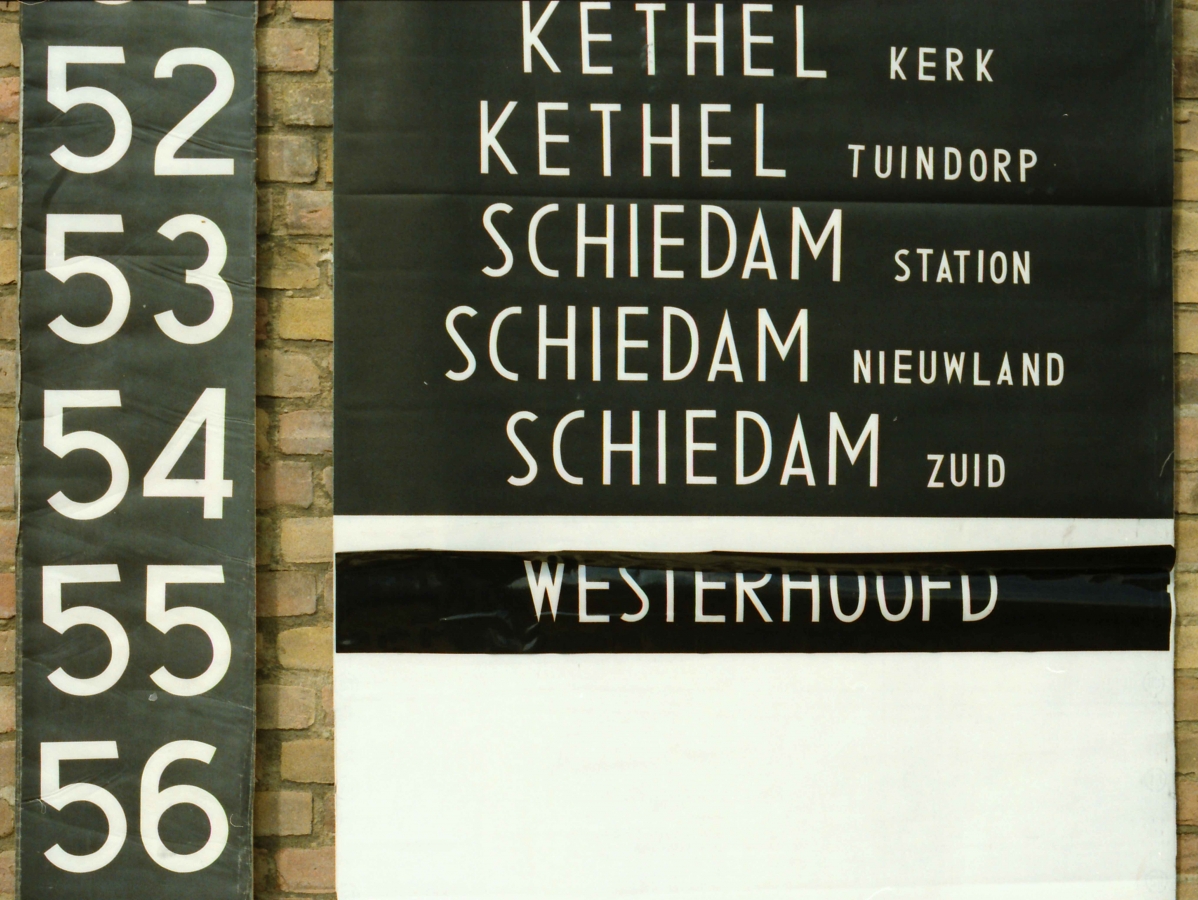 52
53
54
55
56
KETHEL KERK
KETHEL TUINDORP
SCHIEDAM STATION
SCHIEDAM NIEUWLAND
SCHIEDAM ZUID
WESTERHOOFD